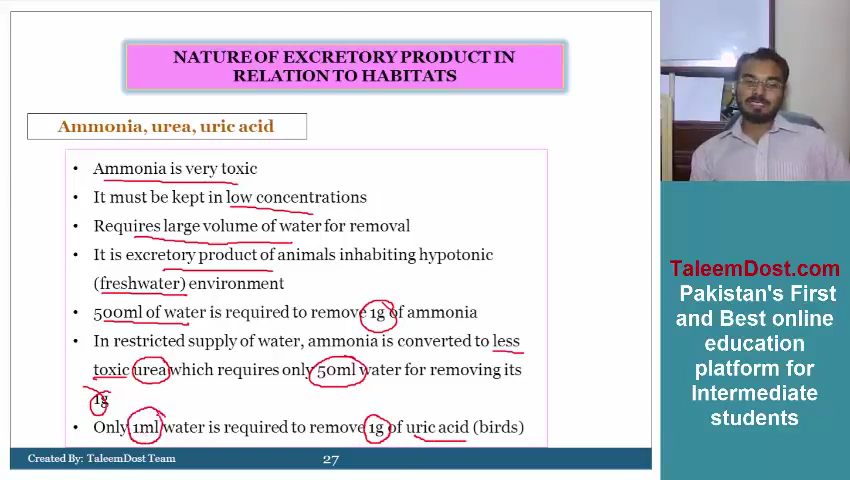 NATURE OF EXCRETORY PRODUCT IN
RELATION TO HABITATS
Ammonia, urea, uric acid
• Ammonia is very toxic
• It must be kept in low concentrations
• Requires large volume of water for removal
• It is excretory product of animals inhabiting hypotonic
(freshwater) environment
• 500ml of water is required to remove 1g of ammonia
• In restricted supply of water, ammonia is converted to less
toxic urea which requires only 50ml water for removing its
1g
• Only 1ml water is required to remove 1g of uric acid (birds)
Created By: TaleemDost Team
27
TaleemDost.com
Pakistan's First
and Best online
education
platform for
Intermediate
students